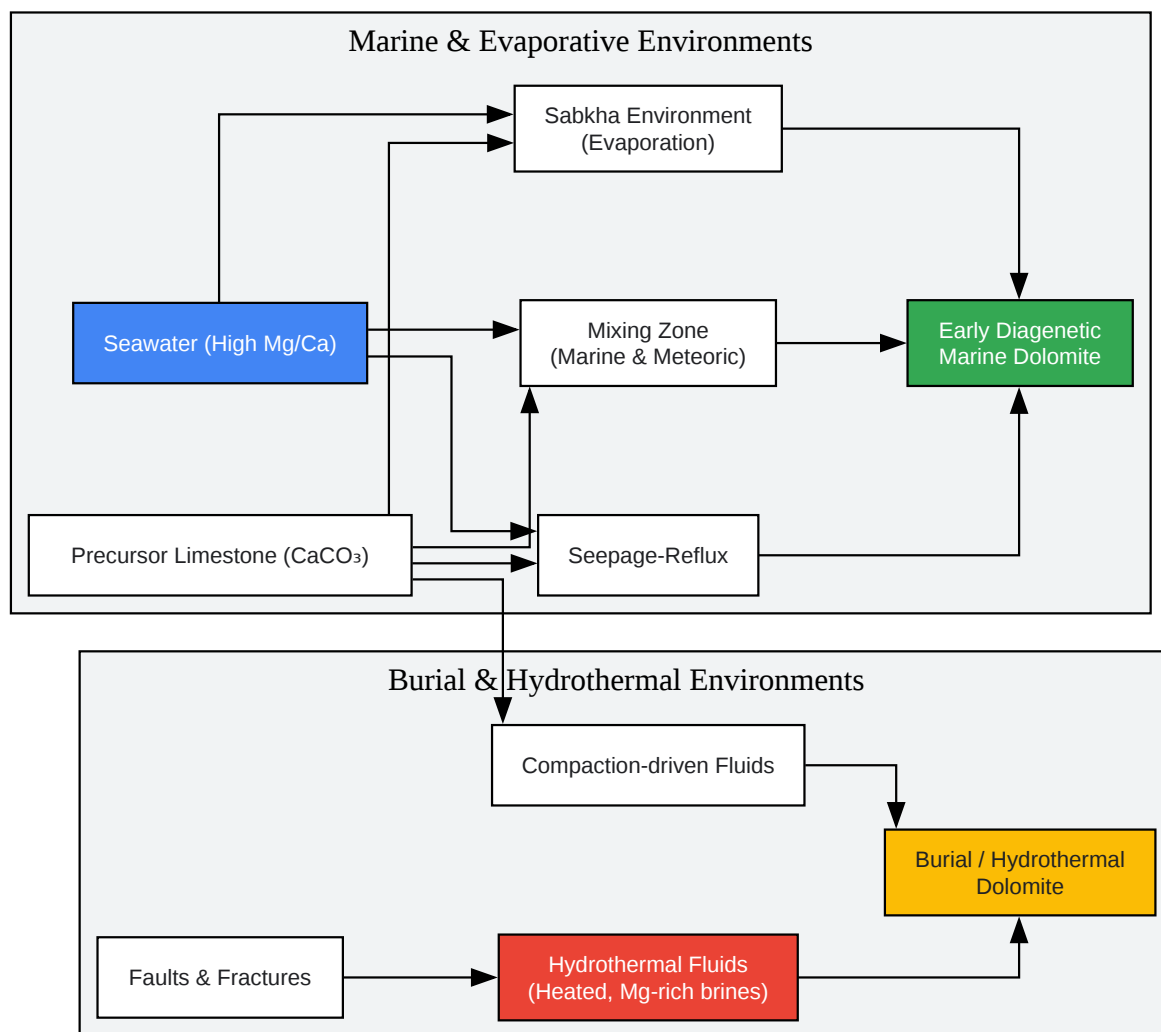 Marine & Evaporative Environments
Sabkha Environment
(Evaporation)
Seawater (High Mg/Ca)
Mixing Zone
(Marine & Meteoric)
Early Diagenetic
Marine Dolomite
Precursor Limestone (CaCO₃)
Seepage-Reflux
Burial & Hydrothermal Environments
Compaction-driven Fluids
Burial / Hydrothermal
Dolomite
Faults & Fractures
Hydrothermal Fluids
(Heated, Mg-rich brines)